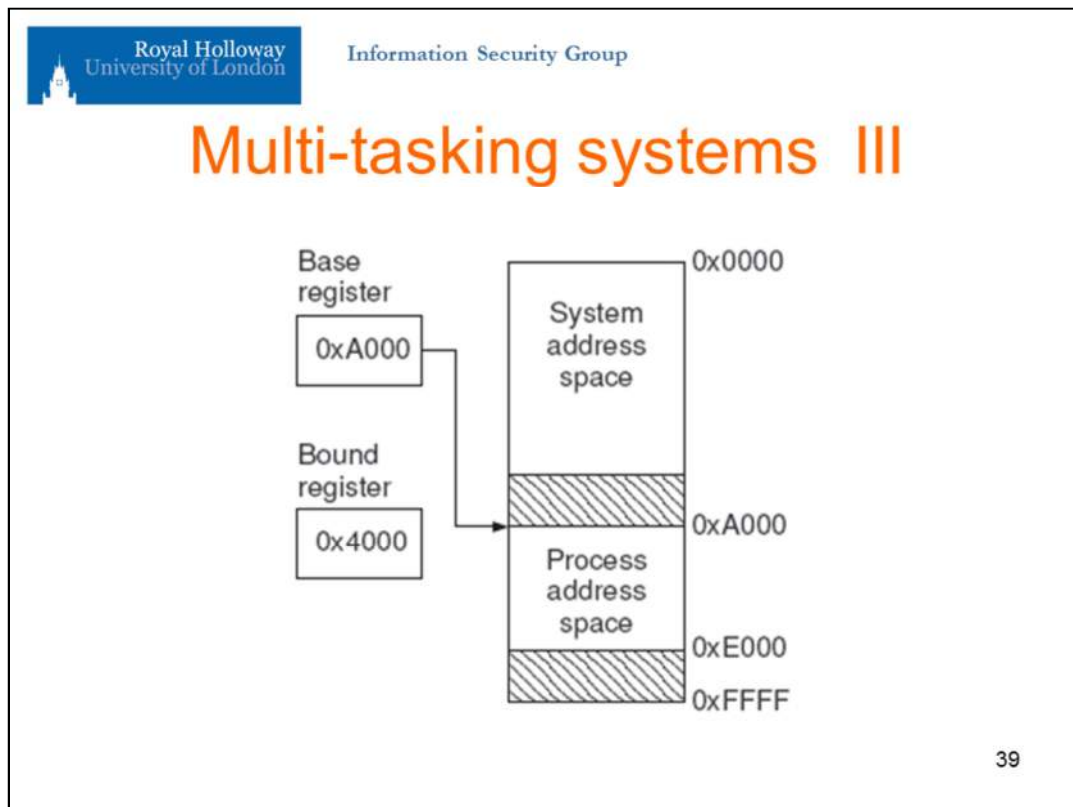 Royal Holloway
University of London
Information Security Group
Multi-tasking systems III
Base
register
0xA000
Bound
register
0x4000
0x0000
System
address
space
0xA000
Process
address
space
0xE000
0xFFFF
39